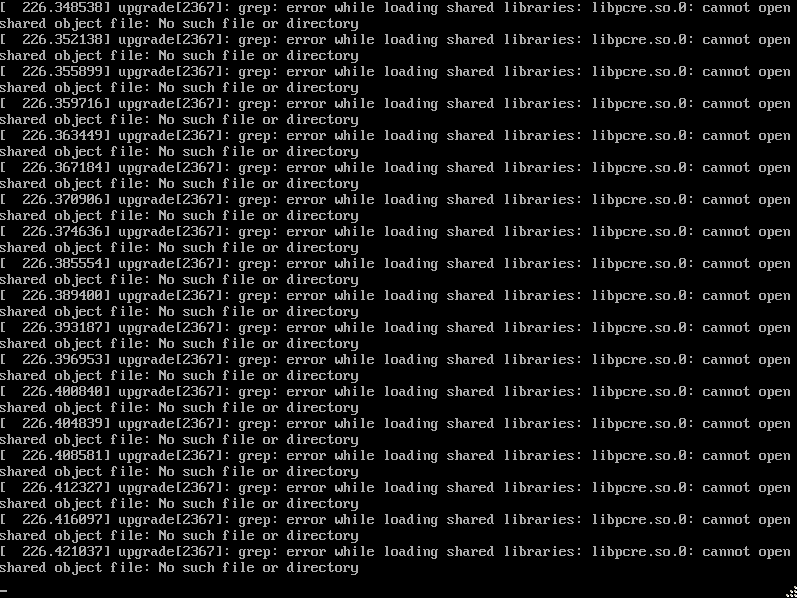 [  226.348538] upgrade[2367]: grep: error while loading shared libraries: libpcre.so.0: cannot open
shared object file: No such file or directory
[  226.352138] upgrade[2367]: grep: error while loading shared libraries: libpcre.so.0: cannot open
shared object file: No such file or directory
[  226.355899] upgrade[2367]: grep: error while loading shared libraries: libpcre.so.0: cannot open
shared object file: No such file or directory
[  226.359716] upgrade[2367]: grep: error while loading shared libraries: libpcre.so.0: cannot open
shared object file: No such file or directory
[  226.363449] upgrade[2367]: grep: error while loading shared libraries: libpcre.so.0: cannot open
shared object file: No such file or directory
[  226.367184] upgrade[2367]: grep: error while loading shared libraries: libpcre.so.0: cannot open
shared object file: No such file or directory
[  226.370906] upgrade[2367]: grep: error while loading shared libraries: libpcre.so.0: cannot open
shared object file: No such file or directory
[  226.374636] upgrade[2367]: grep: error while loading shared libraries: libpcre.so.0: cannot open
shared object file: No such file or directory
[  226.385554] upgrade[2367]: grep: error while loading shared libraries: libpcre.so.0: cannot open
shared object file: No such file or directory
[  226.389400] upgrade[2367]: grep: error while loading shared libraries: libpcre.so.0: cannot open
shared object file: No such file or directory
[  226.393187] upgrade[2367]: grep: error while loading shared libraries: libpcre.so.0: cannot open
shared object file: No such file or directory
[  226.396953] upgrade[2367]: grep: error while loading shared libraries: libpcre.so.0: cannot open
shared object file: No such file or directory
[  226.400840] upgrade[2367]: grep: error while loading shared libraries: libpcre.so.0: cannot open
shared object file: No such file or directory
[  226.404839] upgrade[2367]: grep: error while loading shared libraries: libpcre.so.0: cannot open
shared object file: No such file or directory
[  226.408581] upgrade[2367]: grep: error while loading shared libraries: libpcre.so.0: cannot open
shared object file: No such file or directory
[  226.412327] upgrade[2367]: grep: error while loading shared libraries: libpcre.so.0: cannot open
shared object file: No such file or directory
[  226.416097] upgrade[2367]: grep: error while loading shared libraries: libpcre.so.0: cannot open
shared object file: No such file or directory
[  226.421037] upgrade[2367]: grep: error while loading shared libraries: libpcre.so.0: cannot open
shared object file: No such file or directory